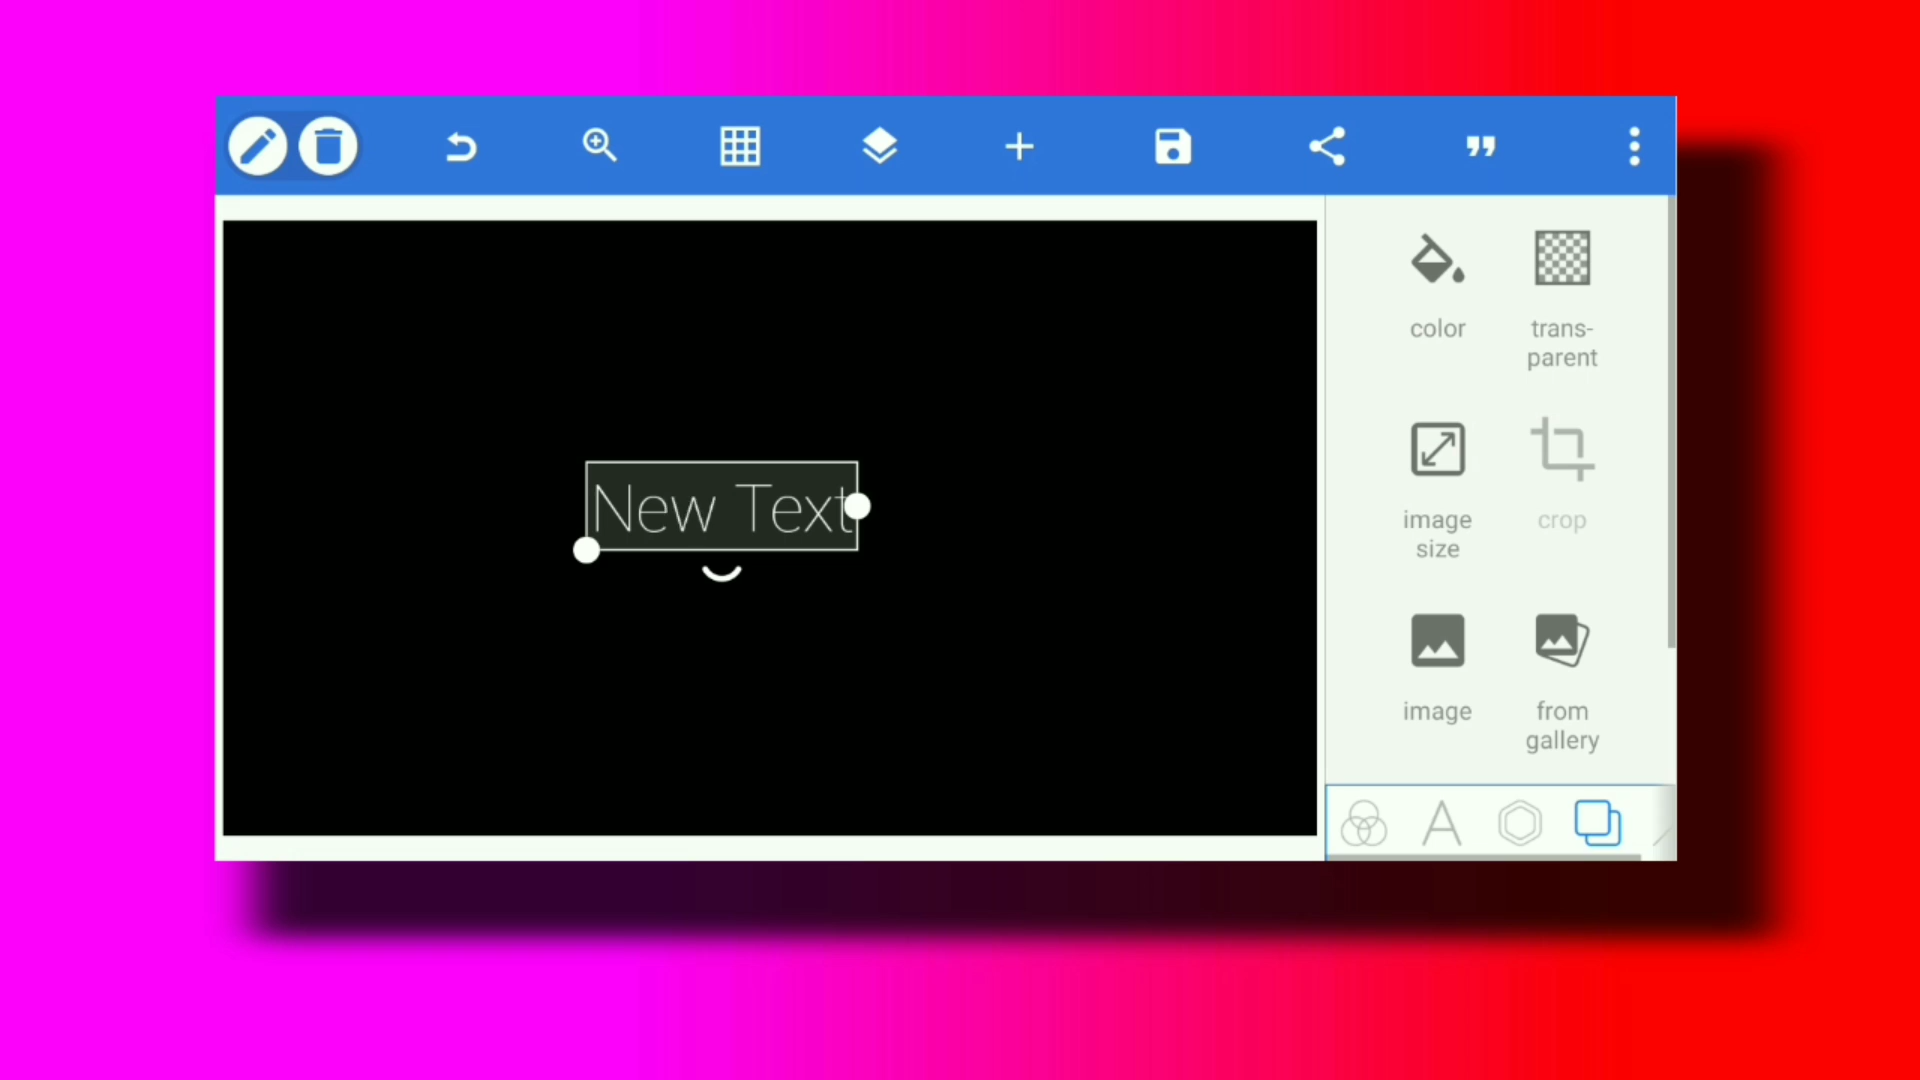 New Text
color
trans-
parent
image
size
crop
image
from
gallery